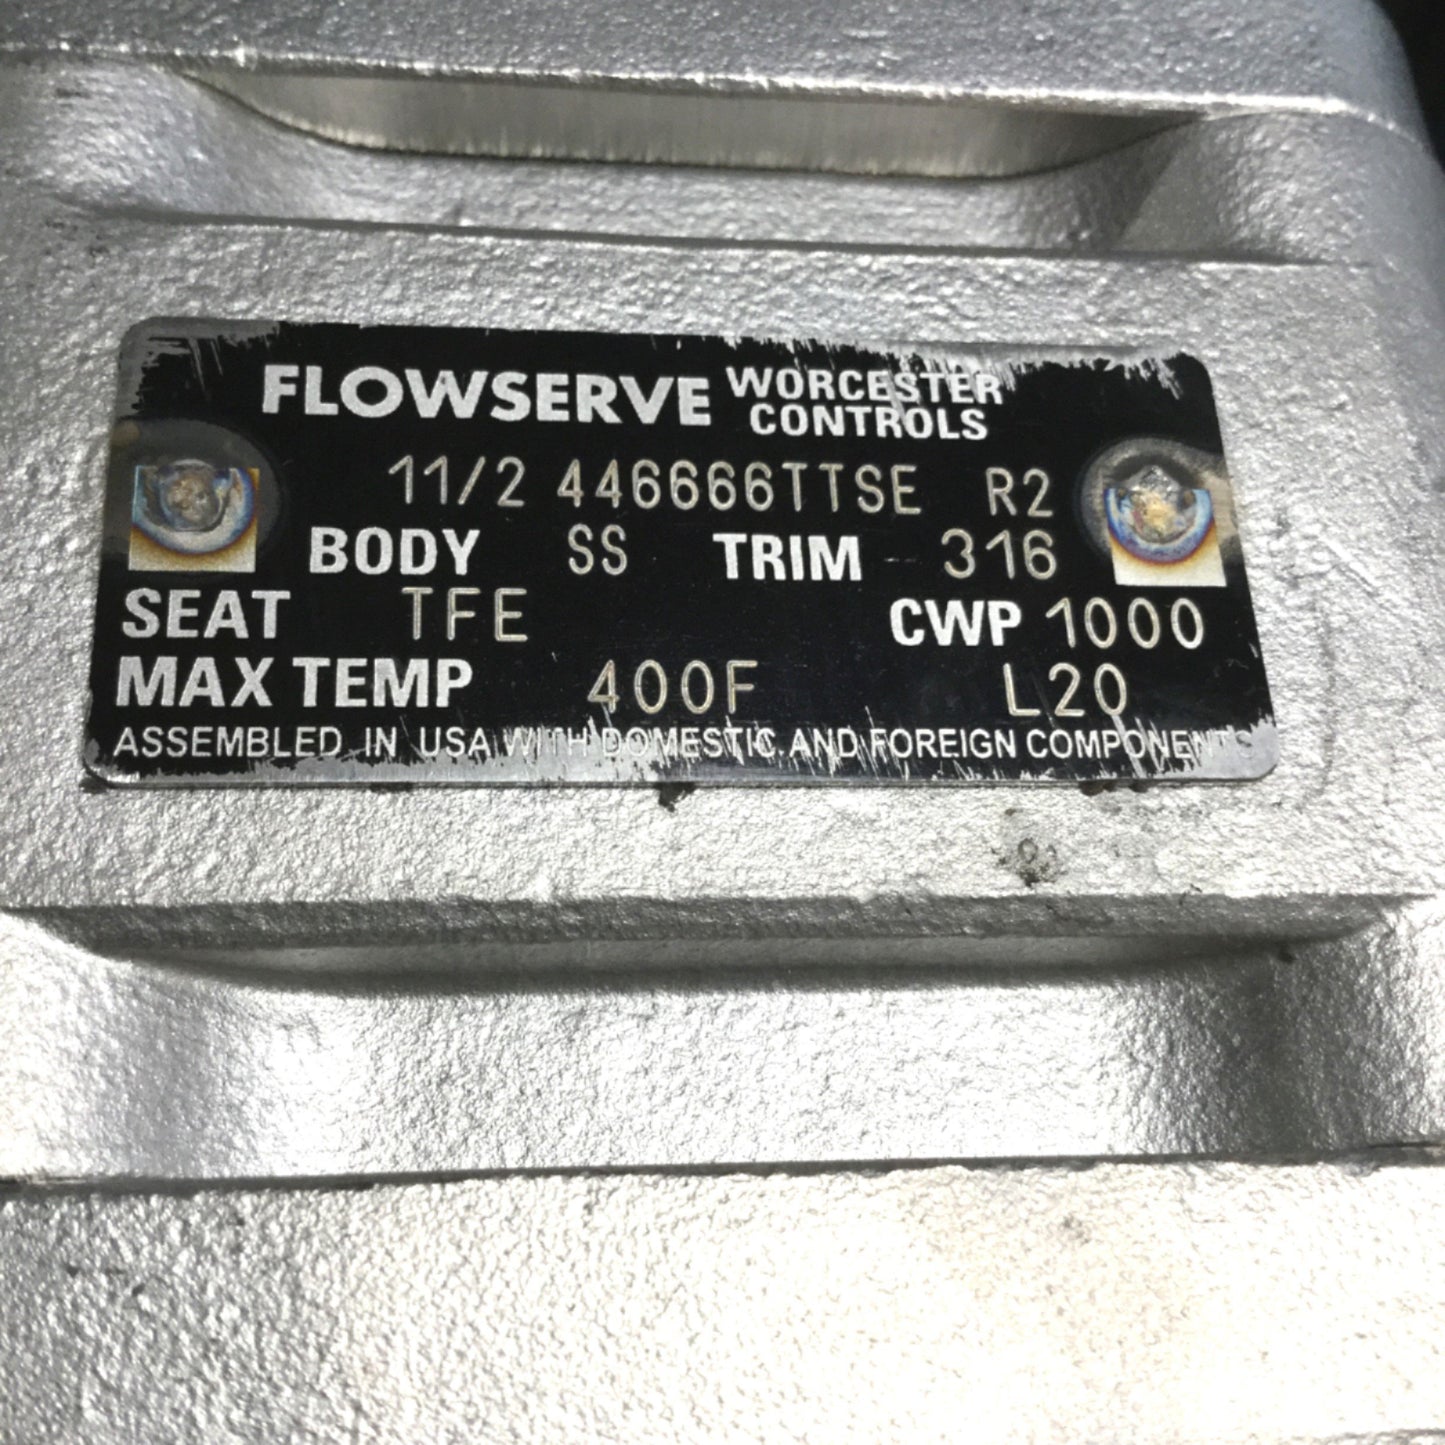 FLOWSERVE WORCESTER CONTROLS
11/2 446666TTSE R2
BODY SS TRIM 316
SEAT TFE CWP 1000
MAX TEMP 400F L20
ASSEMBLED IN USA WITH DOMESTIC AND FOREIGN COMPONENTS